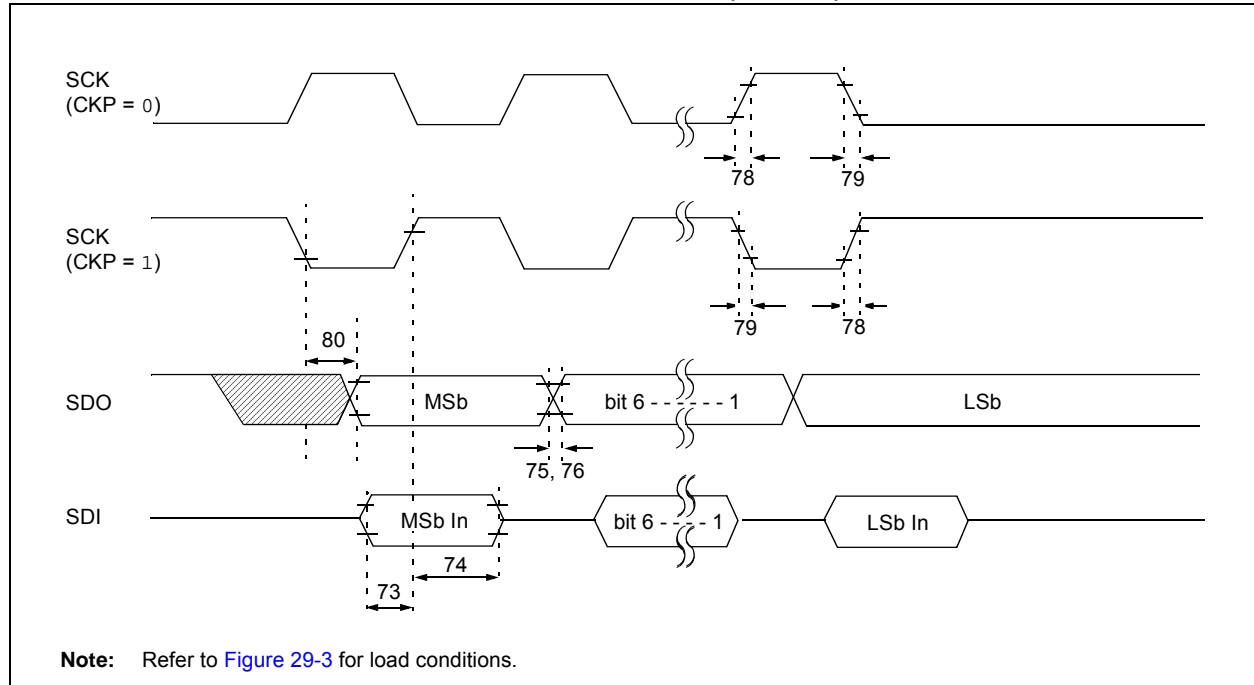 SCK
(CKP = 0)
78
79
SCK
(CKP = 1)
79
78
80
SDO
MSb
bit 6 - - - - - - 1
LSb
75, 76
SDI
MSb In
bit 6 - - - - - 1
LSb In
74
73
Note: Refer to Figure 29-3 for load conditions.